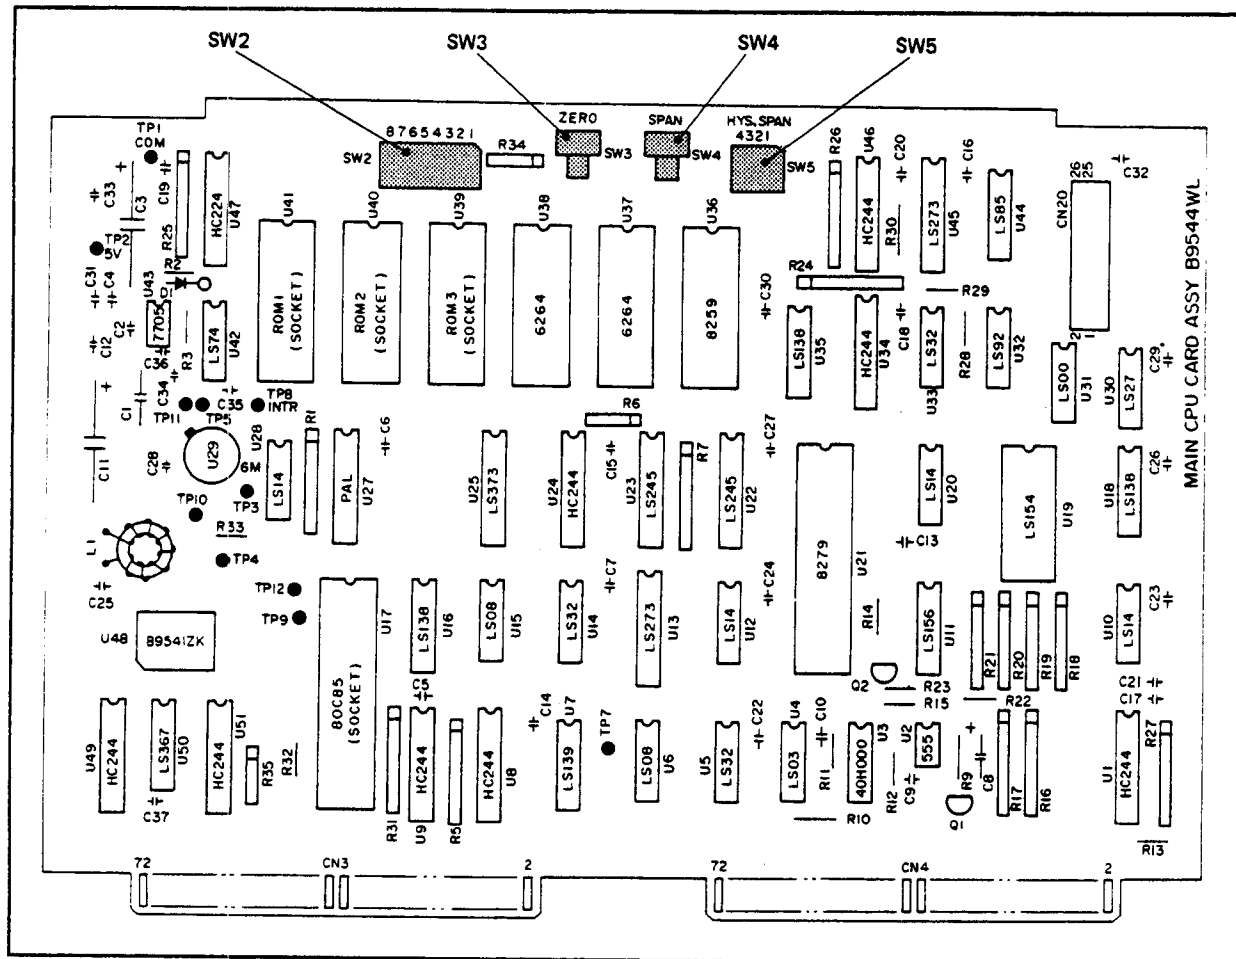 SW2
SW3
SW4
SW5
ZERO
SPAN
HYS. SPAN
87654321
4321
SW2
R34
SW3
SW4
SW5
TP1
COM
C33
+
C3
C19
R25
HC224
U47
U41
U40
U39
U38
U37
U36
R26
U46
HC244
C20
R30
LS273
U45
C16
LS85
U44
CN20
26
25
C32
TP2
5V
C31
C4
R2
D1
U43
7705
C2
C12
C36
R3
LS74
U42
ROM1
(SOCKET)
ROM2
(SOCKET)
ROM3
(SOCKET)
6264
6264
8259
C30
R24
R29
LS138
U35
HC244
U34
C18
LS32
U33
R28
LS92
U32
2
1
LS00
U31
U30
LS27
C29
MAIN CPU CARD ASSY B9544WL
+
C1
C34
C35
TP8
INTR
TP11
TP5
C11
C28
U29
U28
6M
LS14
R1
PAL
U27
C6
U25
LS373
U24
HC244
R6
C15
U23
LS245
R7
LS245
U22
C27
8279
U21
LS14
U20
C13
LS154
U19
U18
LS138
C26
TP10
TP3
R33
TP4
L1
C25
TP12
TP9
U48
B9541ZK
80C85
(SOCKET)
U17
LS138
U16
LS08
U15
LS32
U14
C7
LS273
U13
LS14
U12
C24
R14
LS156
U11
R21
R20
R19
R18
U10
LS14
C23
Q2
R23
R15
R22
C21
C17
U49
HC244
LS367
U50
C37
HC244
U51
R35
R32
R31
C5
HC244
U9
R5
HC244
U8
C14
U7
LS139
TP7
LS08
U6
U5
LS32
C22
U4
LS03
C10
R11
R10
40H000
U3
R12
C9
U2
555
+
R9
C8
Q1
R17
R16
U1
HC244
R27
R13
72
CN3
2
72
CN4
2